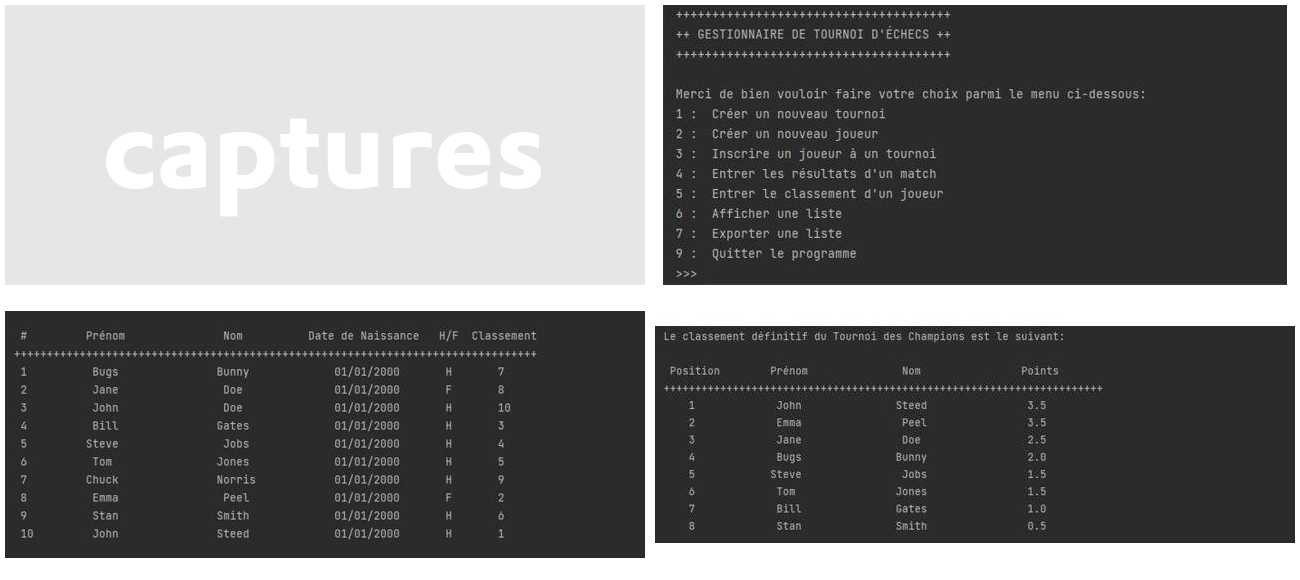 captures
+++++++++++++++++++++++++++++++++++++++
++ GESTIONNAIRE DE TOURNOI D'ÉCHECS ++
+++++++++++++++++++++++++++++++++++++++
Merci de bien vouloir faire votre choix parmi le menu ci-dessous:
1 :  Créer un nouveau tournoi
2 :  Créer un nouveau joueur
3 :  Inscrire un joueur à un tournoi
4 :  Entrer les résultats d'un match
5 :  Entrer le classement d'un joueur
6 :  Afficher une liste
7 :  Exporter une liste
9 :  Quitter le programme
>>>
# Prénom Nom Date de Naissance H/F Classement
++++++++++++++++++++++++++++++++++++++++++++++++++++++++++++++++++++++++++++++++
1 Bugs Bunny 01/01/2000 H 7
2 Jane Doe 01/01/2000 F 8
3 John Doe 01/01/2000 H 10
4 Bill Gates 01/01/2000 H 3
5 Steve Jobs 01/01/2000 H 4
6 Tom Jones 01/01/2000 H 5
7 Chuck Norris 01/01/2000 H 9
8 Emma Peel 01/01/2000 F 2
9 Stan Smith 01/01/2000 H 6
10 John Steed 01/01/2000 H 1
Le classement définitif du Tournoi des Champions est le suivant:
Position Prénom Nom Points
++++++++++++++++++++++++++++++++++++++++++++++++++++++++++++++++++++++
1 John Steed 3.5
2 Emma Peel 3.5
3 Jane Doe 2.5
4 Bugs Bunny 2.0
5 Steve Jobs 1.5
6 Tom Jones 1.5
7 Bill Gates 1.0
8 Stan Smith 0.5